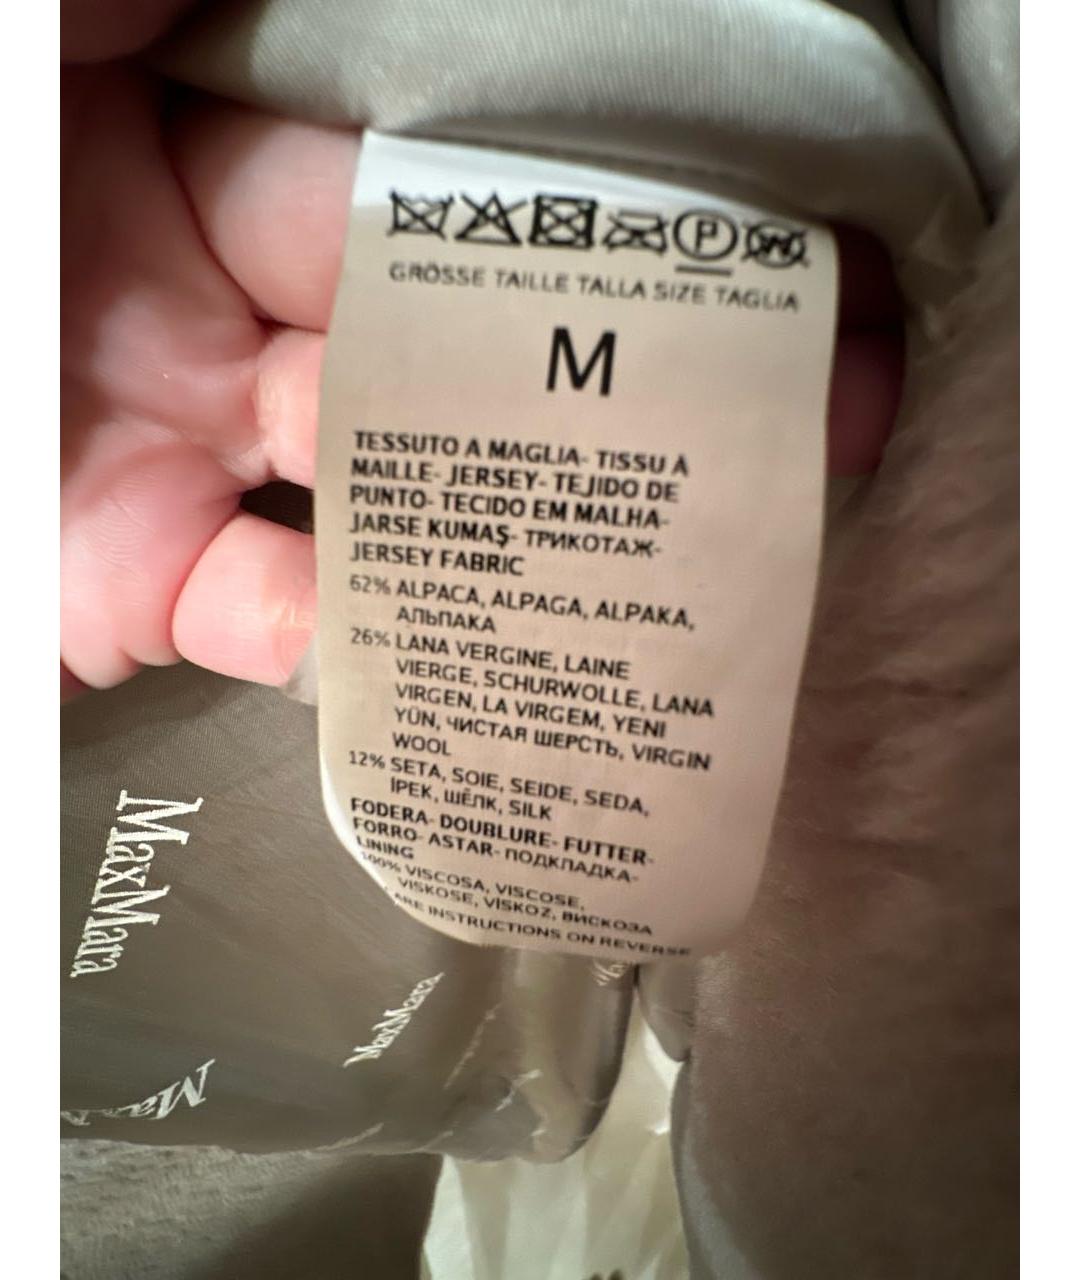 P
W
GRÖSSE TAILLE TALLA SIZE TAGLIA
M
TESSUTO A MAGLIA- TISSU À
MAILLE- JERSEY- TEJIDO DE
PUNTO- TECIDO EM MALHA-
JARSE KUMAŞ- ТРИКОТАЖ-
JERSEY FABRIC
62% ALPACA, ALPAGA, ALPAKA,
АЛЬПАКА
26% LANA VERGINE, LAINE
VIERGE, SCHURWOLLE, LANA
VIRGEN, LA VIRGEM, YENI
YÜN, ЧИСТАЯ ШЕРСТЬ, VIRGIN
WOOL
12% SETA, SOIE, SEIDE, SEDA,
İPEK, ШЁЛК, SILK
FODERA- DOUBLURE- FUTTER-
FORRO- ASTAR- ПОДКЛАДКА-
LINING
100% VISCOSA, VISCOSE,
VISKOSE, VİSKOZ, ВИСКОЗА
ARE INSTRUCTIONS ON REVERSE
MaxMara
MaxMara